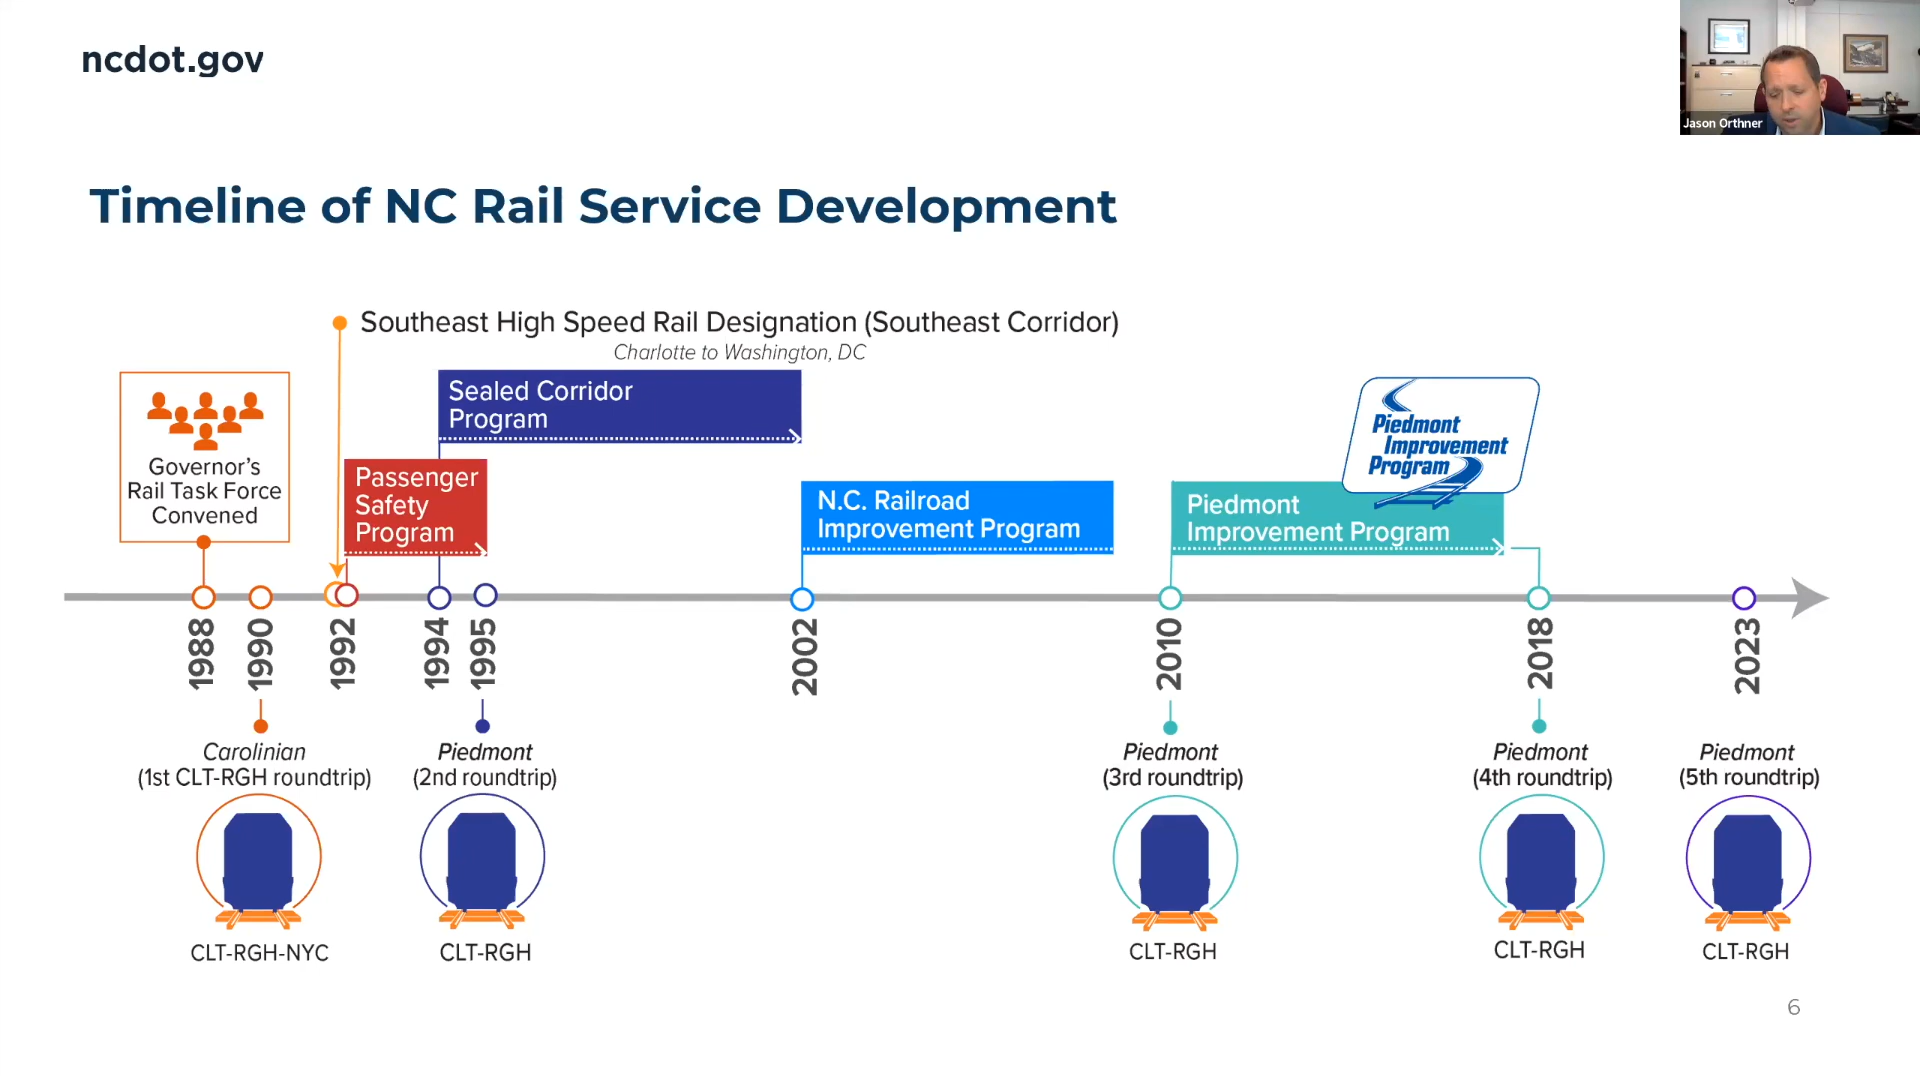 ncdot.gov
Jason Orthner
Timeline of NC Rail Service Development
Southeast High Speed Rail Designation (Southeast Corridor)
Charlotte to Washington, DC
Governor's
Rail Task Force
Convened
Passenger
Safety
Program
Sealed Corridor
Program
N.C. Railroad
Improvement Program
Piedmont
Improvement Program
Piedmont
Improvement
Program
1988
1990
1992
1994
1995
2002
2010
2018
2023
Carolinian
(1st CLT-RGH roundtrip)
CLT-RGH-NYC
Piedmont
(2nd roundtrip)
CLT-RGH
Piedmont
(3rd roundtrip)
CLT-RGH
Piedmont
(4th roundtrip)
CLT-RGH
Piedmont
(5th roundtrip)
CLT-RGH
6